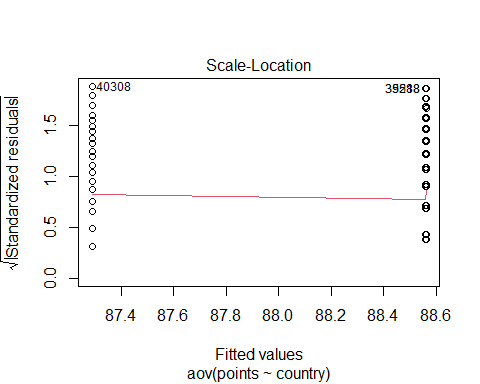 Scale-Location
√|Standardized residuals|
0.0 0.5 1.0 1.5
40308
87.4 87.6 87.8 88.0 88.2 88.4 88.6
Fitted values
aov(points ~ country)